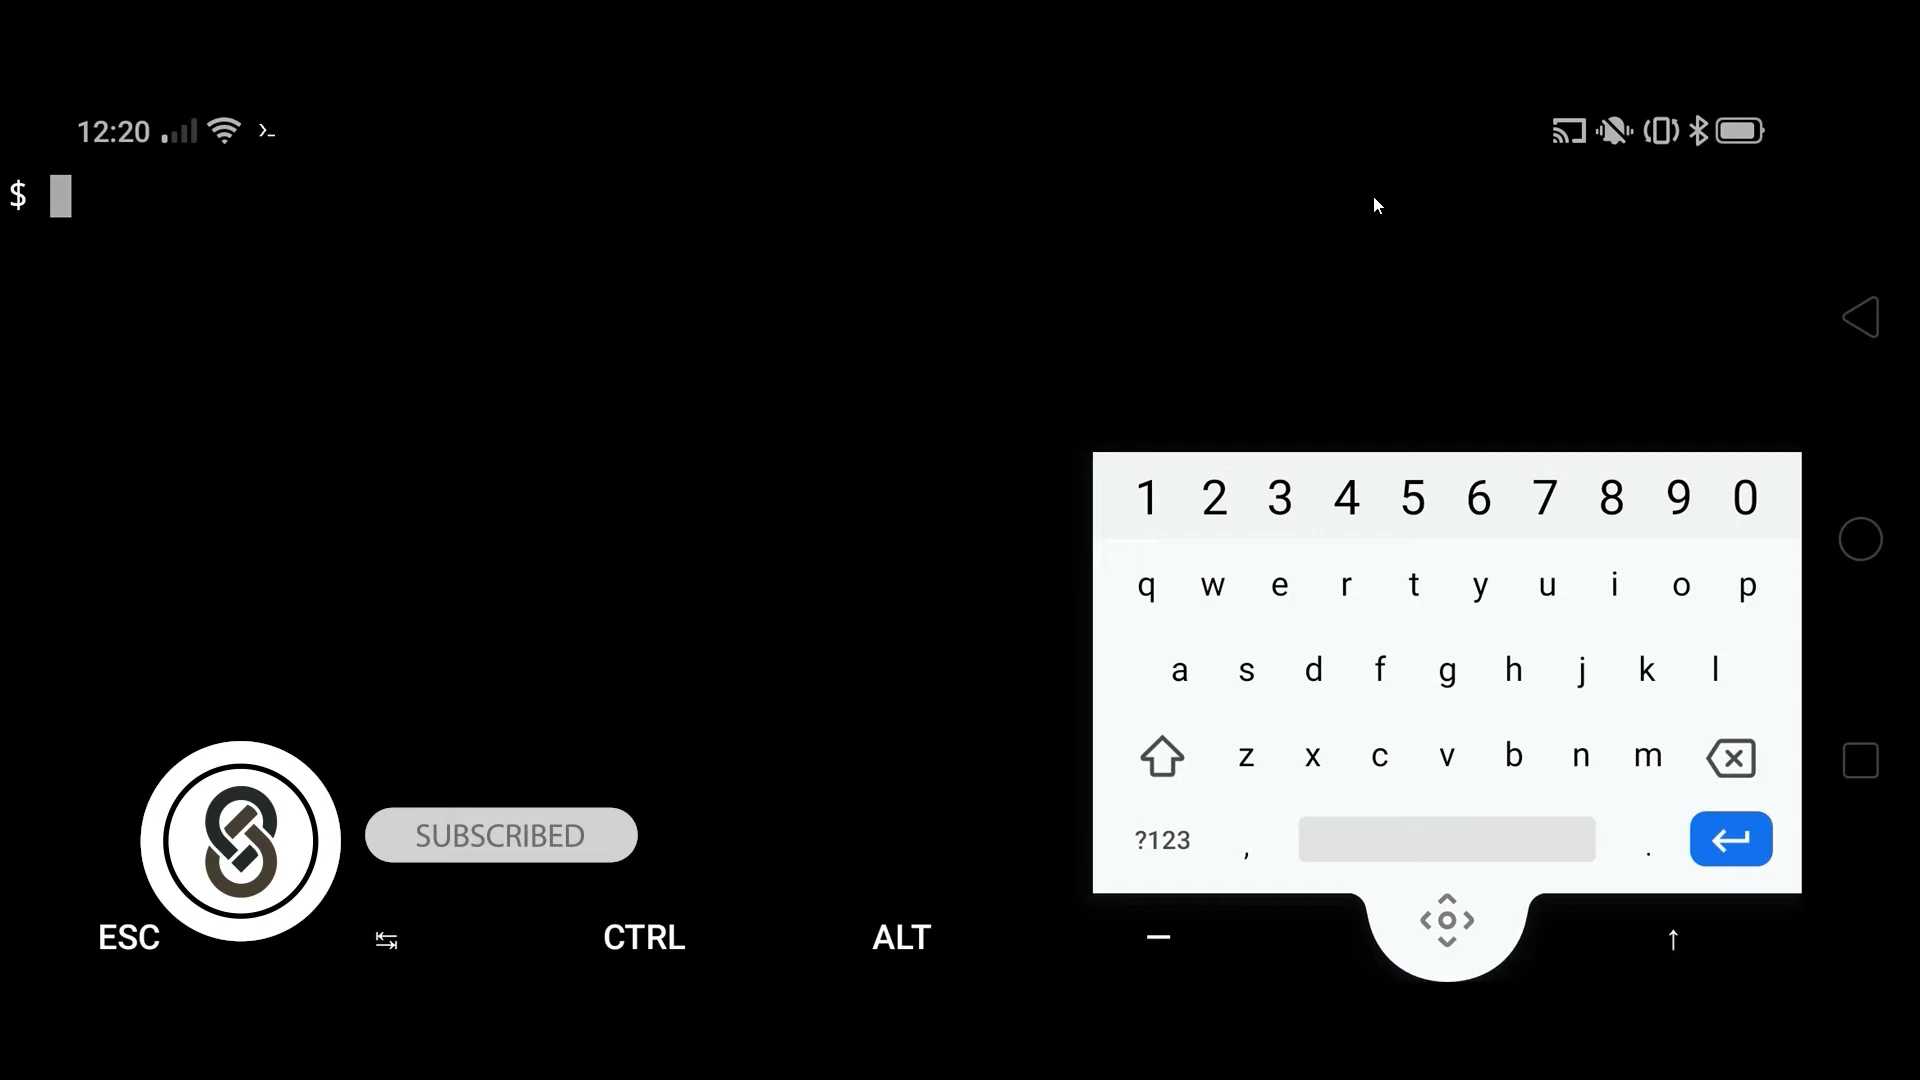 12:20
$
1 2 3 4 5 6 7 8 9 0
q w e r t y u i o p
a s d f g h j k l
z x c v b n m
?123 , .
SUBSCRIBED
ESC ↹ CTRL ALT — ↑